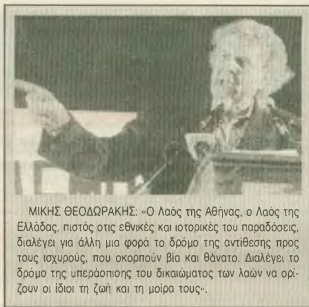 ΜΙΚΗΣ ΘΕΟΔΩΡΑΚΗΣ: «Ο Λαός της Αθήνας, ο Λαός της
Ελλάδας, πιστός στις εθνικές και ιστορικές του παραδόσεις,
διαλέγει για άλλη μια φορά το δρόμο της αντίθεσης προς
τους ισχυρούς, που σκορπούν βία και θάνατο. Διαλέγει το
δρόμο της υπεράσπισης του δικαιώματος των λαών να ορί-
ζουν οι ίδιοι τη ζωή και τη μοίρα τους».